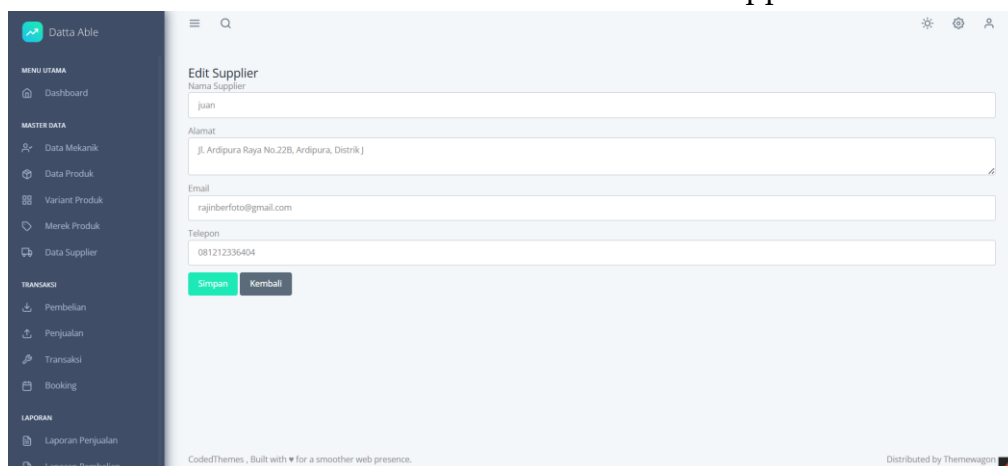 Datta Able
MENU UTAMA
Dashboard
MASTER DATA
Data Mekanik
Data Produk
Variant Produk
Merek Produk
Data Supplier
TRANSAKSI
Pembelian
Penjualan
Transaksi
Booking
LAPORAN
Laporan Penjualan
Laporan Pembelian
Edit Supplier
Nama Supplier
juan
Alamat
Jl. Ardipura Raya No.22B, Ardipura, Distrik J
Email
rajinberfoto@gmail.com
Telepon
081212336404
Simpan Kembali
CodedThemes , Built with ♥ for a smoother web presence. Distributed by Themewagon